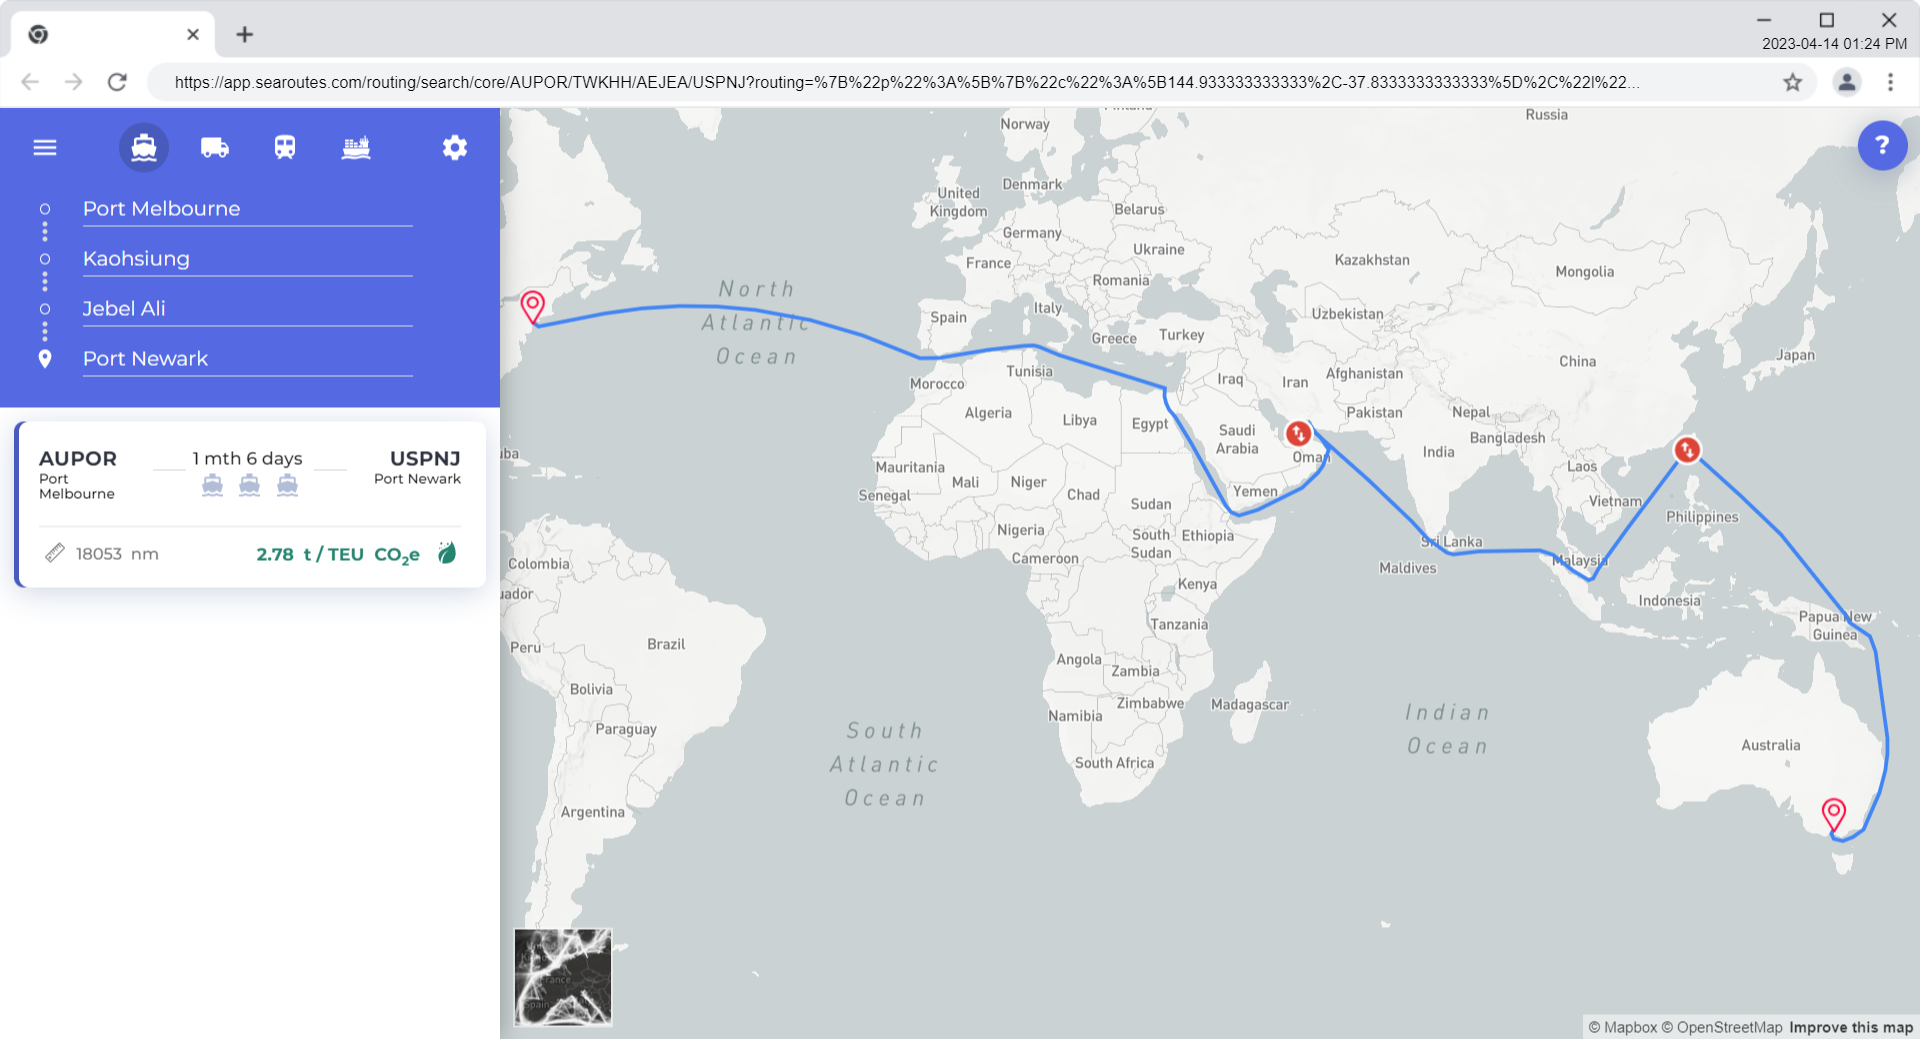 2023-04-14 01:24 PM
https://app.searoutes.com/routing/search/core/AUPOR/TWKHH/AEJEA/USPNJ?routing=%7B%22p%22%3A%5B%7B%22c%22%3A%5B144.933333333333%2C-37.8333333333333%5D%2C%22l%22...
Port Melbourne
Kaohsiung
Jebel Ali
Port Newark
AUPOR
Port
Melbourne
1 mth 6 days
USPNJ
Port Newark
18053 nm
2.78 t / TEU CO2e
?
Russia
Norway
Denmark
United
Kingdom
Belarus
Germany
Ukraine
France
Kazakhstan
Mongolia
Romania
North
Atlantic
Ocean
Italy
Spain
Uzbekistan
Greece
Turkey
China
Japan
Tunisia
Morocco
Iraq
Iran
Afghanistan
Algeria
Libya
Egypt
Pakistan
Nepal
Saudi
Arabia
Bangladesh
India
Oman
Mauritania
Laos
Mali
Niger
Chad
Senegal
Yemen
Sudan
Vietnam
Philippines
Nigeria
South
Sudan
Ethiopia
Sri Lanka
Cameroon
Colombia
Maldives
Malaysia
Kenya
Indonesia
Papua New
Guinea
Tanzania
Peru
Brazil
Angola
Zambia
Bolivia
Namibia
Zimbabwe
Madagascar
Indian
Ocean
Paraguay
South
Atlantic
Ocean
Australia
South Africa
Argentina
© Mapbox © OpenStreetMap Improve this map